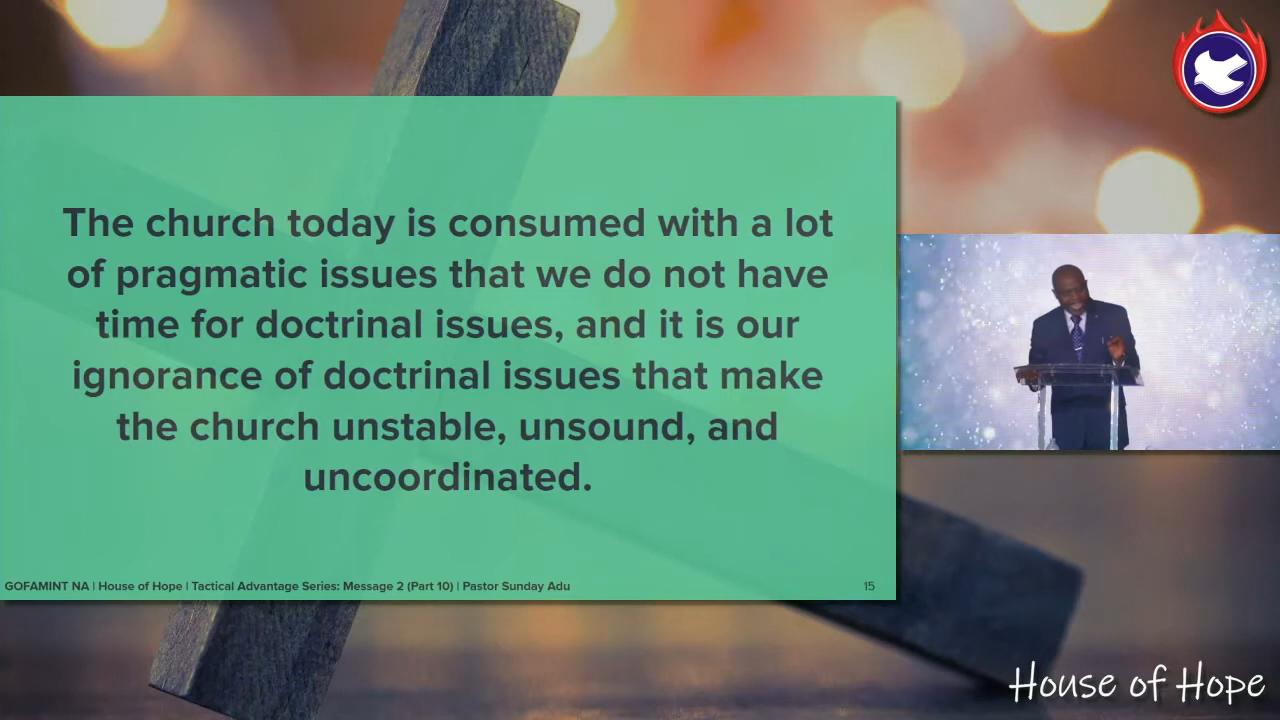 The church today is consumed with a lot
of pragmatic issues that we do not have
time for doctrinal issues, and it is our
ignorance of doctrinal issues that make
the church unstable, unsound, and
uncoordinated.
GOFAMINT NA | House of Hope | Tactical Advantage Series: Message 2 (Part 10) | Pastor Sunday Adu
15
House of Hope